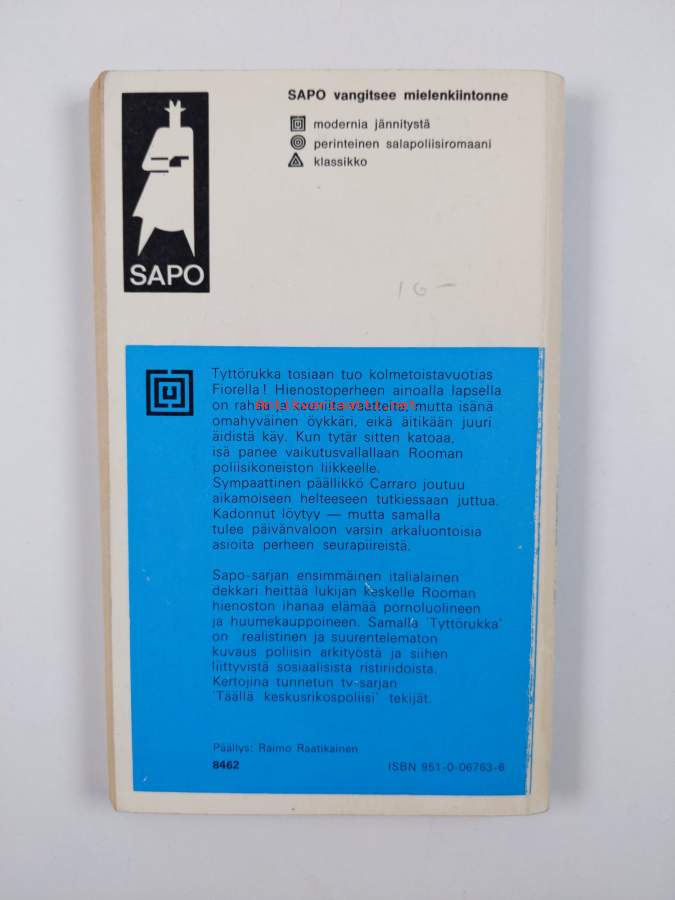 SAPO vangitsee mielenkiintonne
modernia jännitystä
perinteinen salapoliisiromaani
klassikko
SAPO
16 —
Tyttörukka tosiaan tuo kolmetoistavuotias
Fiorella! Hienostoperheen ainoalla lapsella
on rahaa ja kauniita vaatteita, mutta isänä
omahyväinen öykkäri, eikä äitikään juuri
äidistä käy. Kun tytär sitten katoaa,
isä panee vaikutusvallallaan Rooman
poliisikoneiston liikkeelle.
Sympaattinen päällikkö Carraro joutuu
aikamoiseen helteeseen tutkiessaan juttua.
Kadonnut löytyy — mutta samalla
tulee päivänvaloon varsin arkaluontoisia
asioita perheen seurapiireistä.
Sapo-sarjan ensimmäinen italialainen
dekkari heittää lukijan keskelle Rooman
hienoston ihanaa elämää pornoluolineen
ja huumekauppoineen. Samalla 'Tyttörukka'
on realistinen ja suurentelematon
kuvaus poliisin arkityöstä ja siihen
liittyvistä sosiaalisista ristiriidoista.
Kertojina tunnetun tv-sarjan
'Täällä keskusrikospoliisi' tekijät.
Päällys: Raimo Raatikainen
8462 ISBN 951-0-06763-6